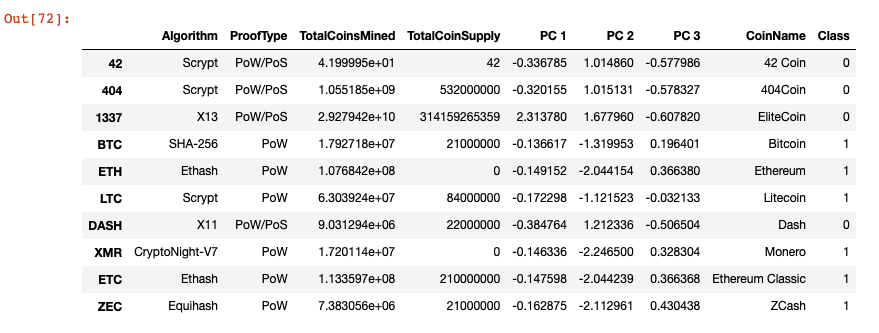 Out[72]:
Algorithm ProofType TotalCoinsMined TotalCoinSupply PC 1 PC 2 PC 3 CoinName Class
42 Scrypt PoW/PoS 4.199995e+01 42 -0.336785 1.014860 -0.577986 42 Coin 0
404 Scrypt PoW/PoS 1.055185e+09 532000000 -0.320155 1.015131 -0.578327 404Coin 0
1337 X13 PoW/PoS 2.927942e+10 314159265359 2.313780 1.677960 -0.607820 EliteCoin 0
BTC SHA-256 PoW 1.792718e+07 21000000 -0.136617 -1.319953 0.196401 Bitcoin 1
ETH Ethash PoW 1.076842e+08 0 -0.149152 -2.044154 0.366380 Ethereum 1
LTC Scrypt PoW 6.303924e+07 84000000 -0.172298 -1.121523 -0.032133 Litecoin 1
DASH X11 PoW/PoS 9.031294e+06 22000000 -0.384764 1.212336 -0.506504 Dash 0
XMR CryptoNight-V7 PoW 1.720114e+07 0 -0.146336 -2.246500 0.328304 Monero 1
ETC Ethash PoW 1.133597e+08 210000000 -0.147598 -2.044239 0.366368 Ethereum Classic 1
ZEC Equihash PoW 7.383056e+06 21000000 -0.162875 -2.112961 0.430438 ZCash 1